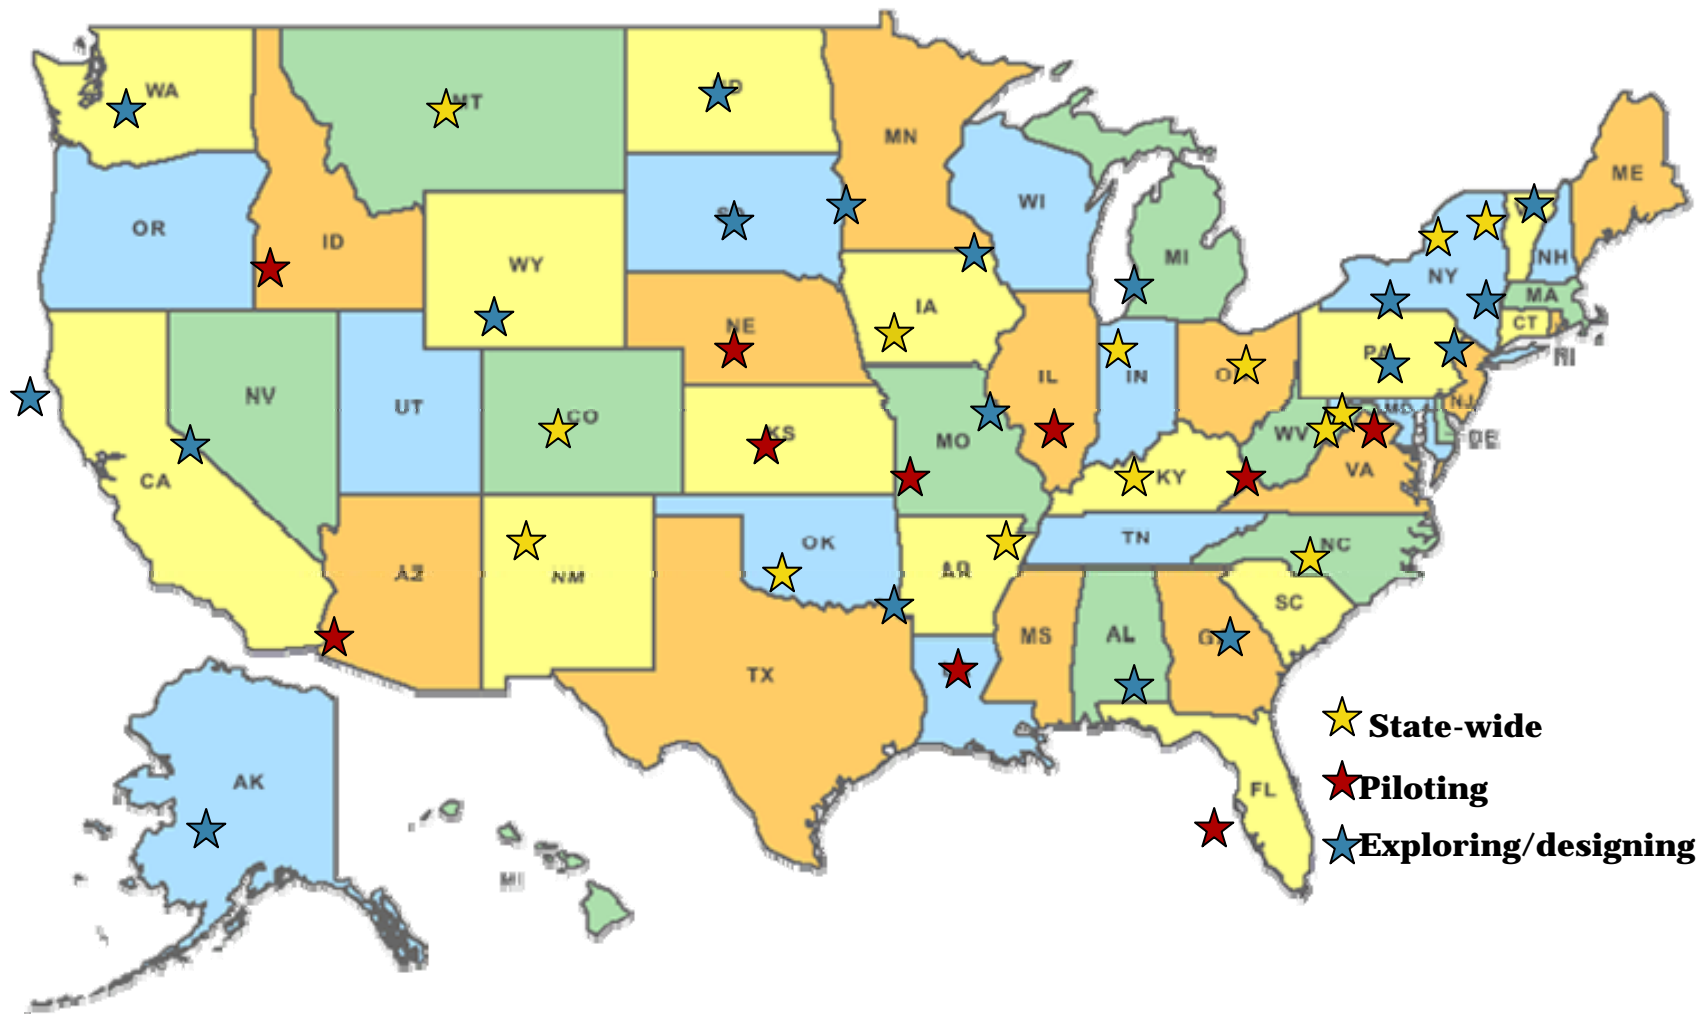 WA
MT
MN
ME
OR
ID
WI
WY
MI
NY
NH
IA
MA
NE
CT
PA
RI
NV
UT
CO
IL
IN
NJ
KS
MO
WV
DE
CA
KY
VA
OK
TN
NC
AZ
NM
AR
SC
MS
AL
TX
State-wide
AK
FL
Piloting
Exploring/designing